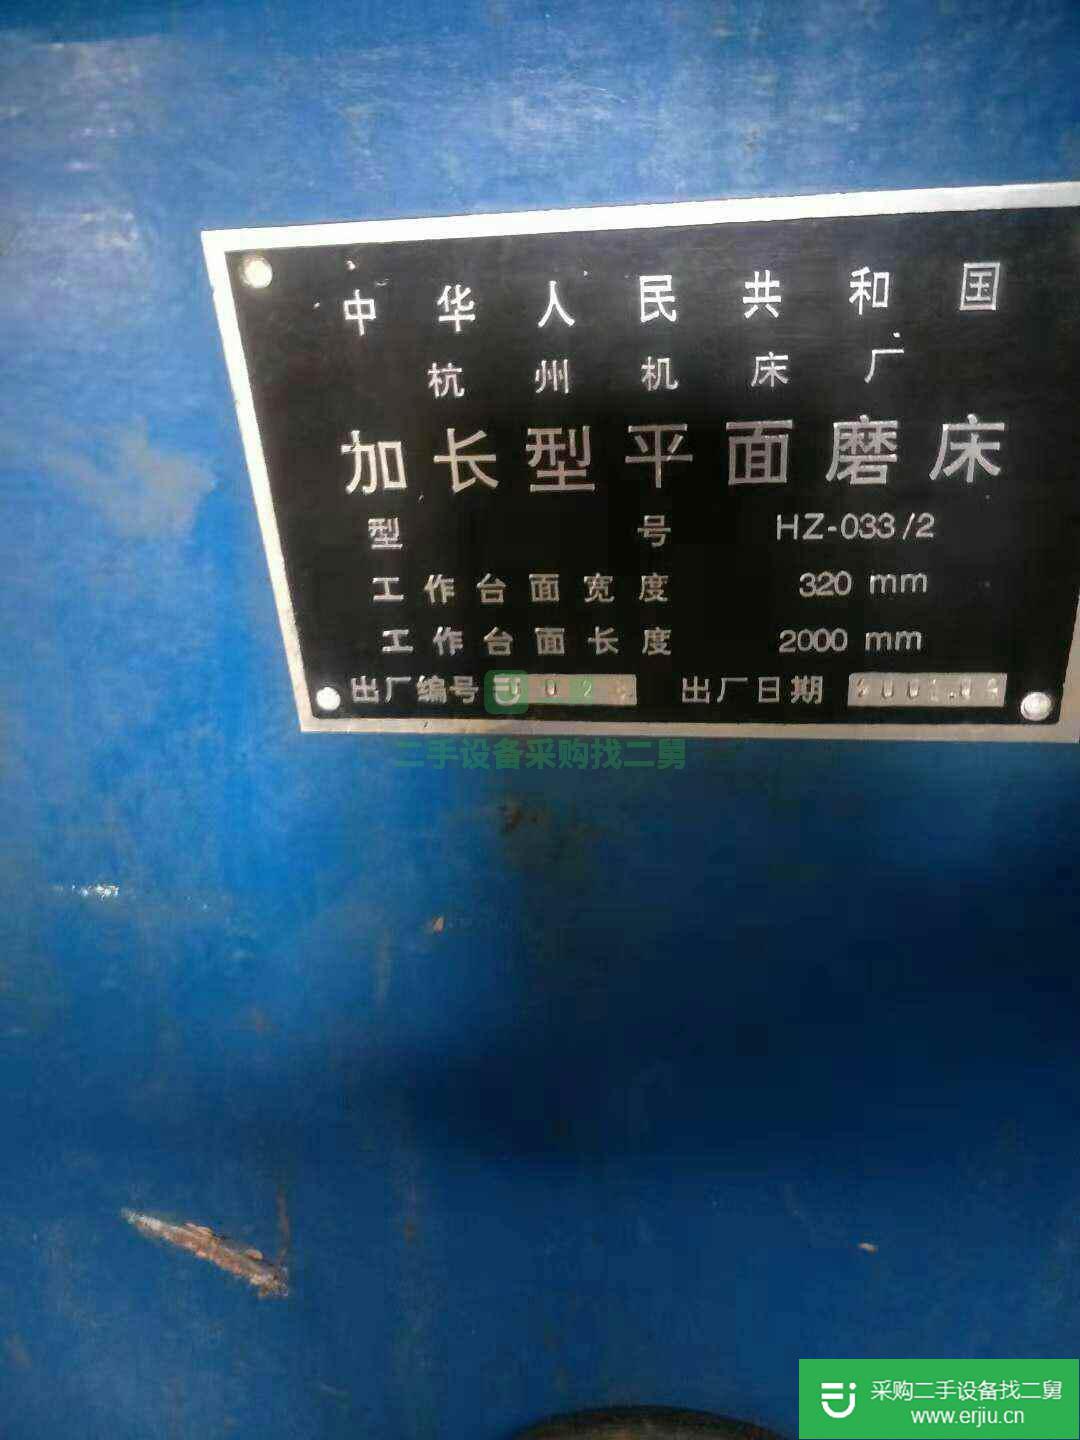 中华人民共和国
杭州机床厂
加长型平面磨床
型号 HZ-033/2
工作台面宽度 320 mm
工作台面长度 2000 mm
出厂编号 出厂日期
二手设备采购找二舅
采购二手设备找二舅
www.erjiu.cn